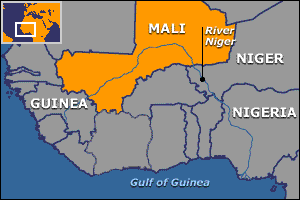 MALI
River
Niger
NIGER
GUINEA
NIGERIA
Gulf of Guinea